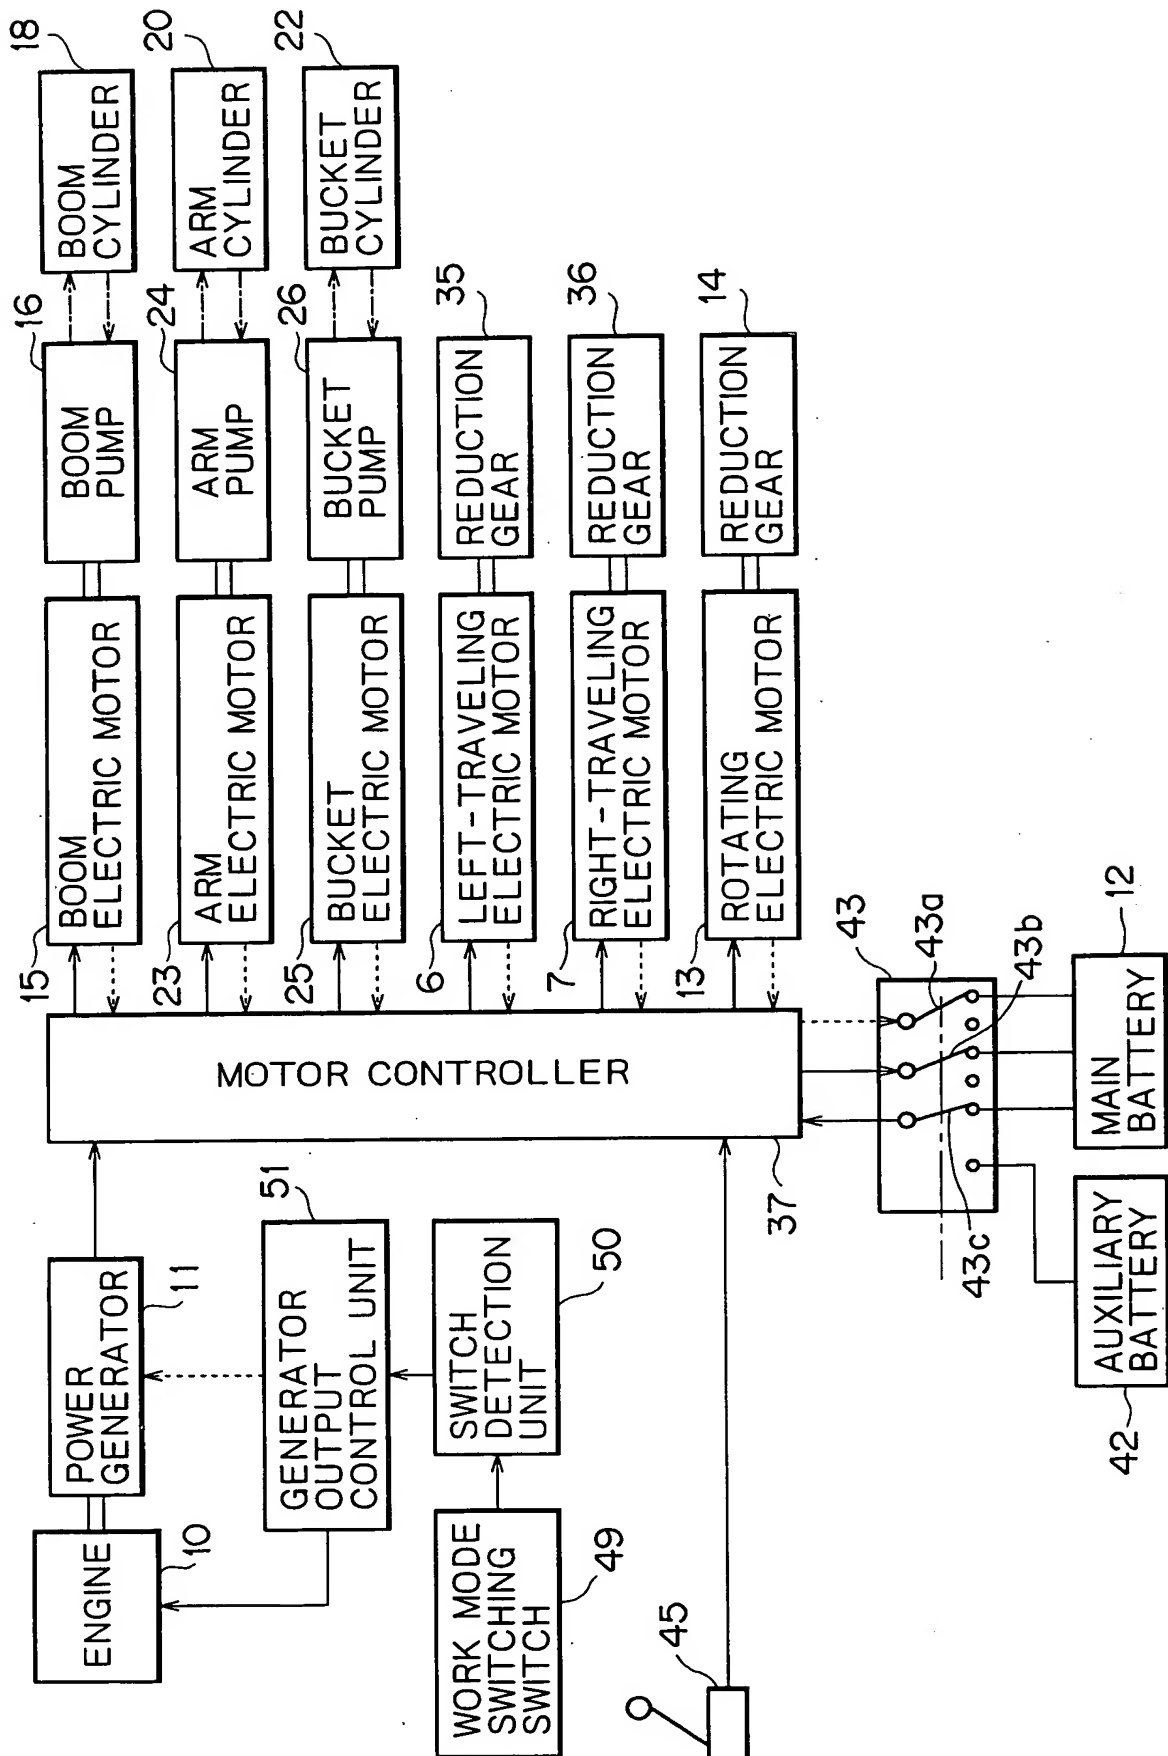 18
20
22
BOOM
CYLINDER
ARM
CYLINDER
BUCKET
CYLINDER
16
24
26
35
36
14
BOOM
PUMP
ARM
PUMP
BUCKET
PUMP
REDUCTION
GEAR
REDUCTION
GEAR
REDUCTION
GEAR
BOOM
ELECTRIC MOTOR
ARM
ELECTRIC MOTOR
BUCKET
ELECTRIC MOTOR
LEFT-TRAVELING
ELECTRIC MOTOR
RIGHT-TRAVELING
ELECTRIC MOTOR
ROTATING
ELECTRIC MOTOR
15
23
25
6
7
13
43
43a
43b
12
MOTOR CONTROLLER
MAIN
BATTERY
51
37
43c
11
50
POWER
GENERATOR
GENERATOR
OUTPUT
CONTROL UNIT
SWITCH
DETECTION
UNIT
AUXILIARY
BATTERY
42
ENGINE
10
WORK MODE
SWITCHING
SWITCH
49
45